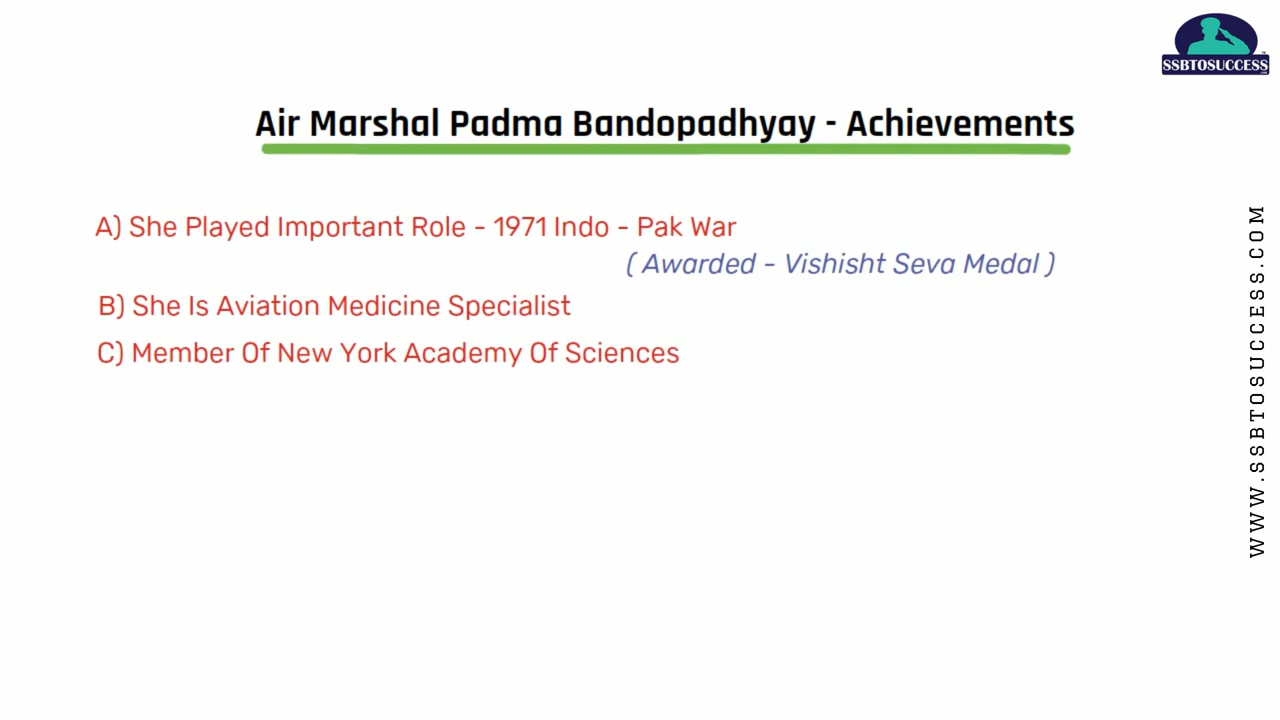 SSBTOSUCCESS
Air Marshal Padma Bandopadhyay - Achievements
A) She Played Important Role - 1971 Indo - Pak War
( Awarded - Vishisht Seva Medal )
B) She Is Aviation Medicine Specialist
C) Member Of New York Academy Of Sciences
WWW.SSBTOSUCCESS.COM